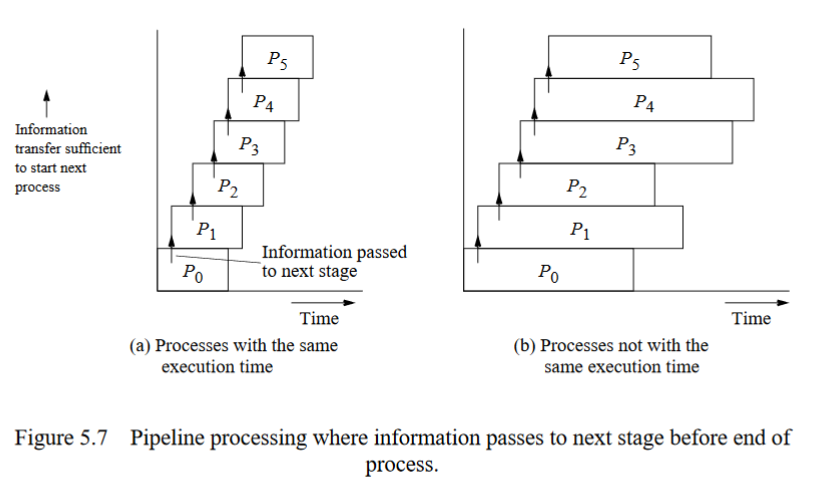 P5
P4
P3
P2
P1
P0
Information
transfer sufficient
to start next
process
Information passed
to next stage
Time
(a) Processes with the same
execution time
P5
P4
P3
P2
P1
P0
Time
(b) Processes not with the
same execution time
Figure 5.7 Pipeline processing where information passes to next stage before end of
process.